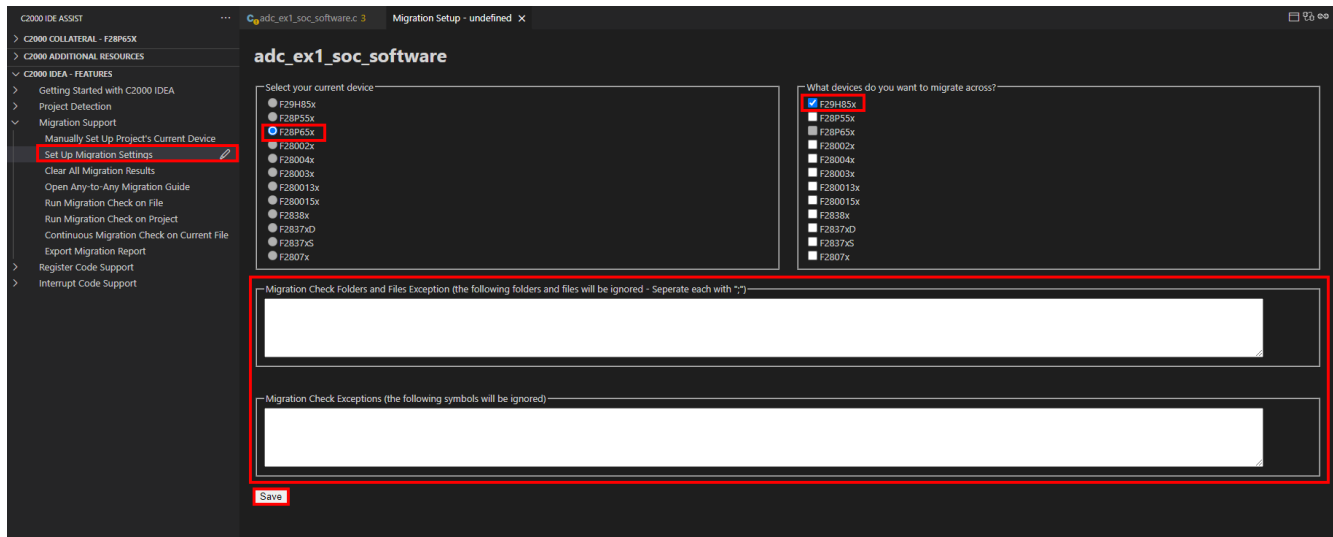 C2000 IDE ASSIST
C2000 COLLATERAL - F28P65X
C2000 ADDITIONAL RESOURCES
C2000 IDEA - FEATURES
Getting Started with C2000 IDEA
Project Detection
Migration Support
Manually Set Up Project's Current Device
Set Up Migration Settings
Clear All Migration Results
Open Any-to-Any Migration Guide
Run Migration Check on File
Run Migration Check on Project
Continuous Migration Check on Current File
Export Migration Report
Register Code Support
Interrupt Code Support
adc_ex1_soc_software.c 3
Migration Setup - undefined
adc_ex1_soc_software
Select your current device
F29H85x
F28P55x
F28P65x
F28002x
F28004x
F28003x
F280013x
F280015x
F2838x
F2837xD
F2837xS
F2807x
What devices do you want to migrate across?
F29H85x
F28P55x
F28P65x
F28002x
F28004x
F28003x
F280013x
F280015x
F2838x
F2837xD
F2837xS
F2807x
Migration Check Folders and Files Exception (the following folders and files will be ignored - Seperate each with ";")
Migration Check Exceptions (the following symbols will be ignored)
Save